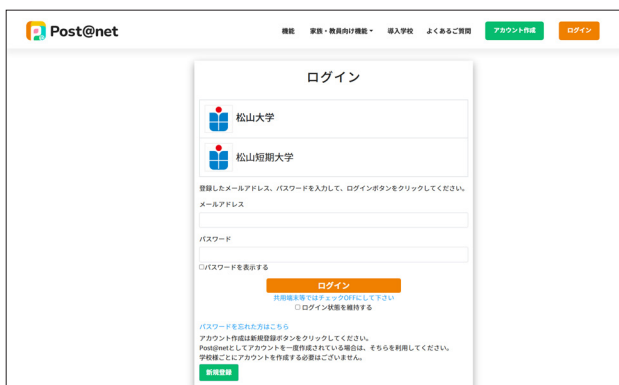 Post@net
機能 家族・教員向け機能 導入学校 よくあるご質問 アカウント作成 ログイン
ログイン
松山大学
松山短期大学
登録したメールアドレス、パスワードを入力して、ログインボタンをクリックしてください。
メールアドレス
パスワード
パスワードを表示する
ログイン
共用端末等ではチェックOFFにして下さい
ログイン状態を維持する
パスワードを忘れた方はこちら
アカウント作成は新規登録ボタンをクリックしてください。
Post@netとしてアカウントを一度作成されている場合は、そちらを利用してください。
学校様ごとにアカウントを作成する必要はございません。
新規登録